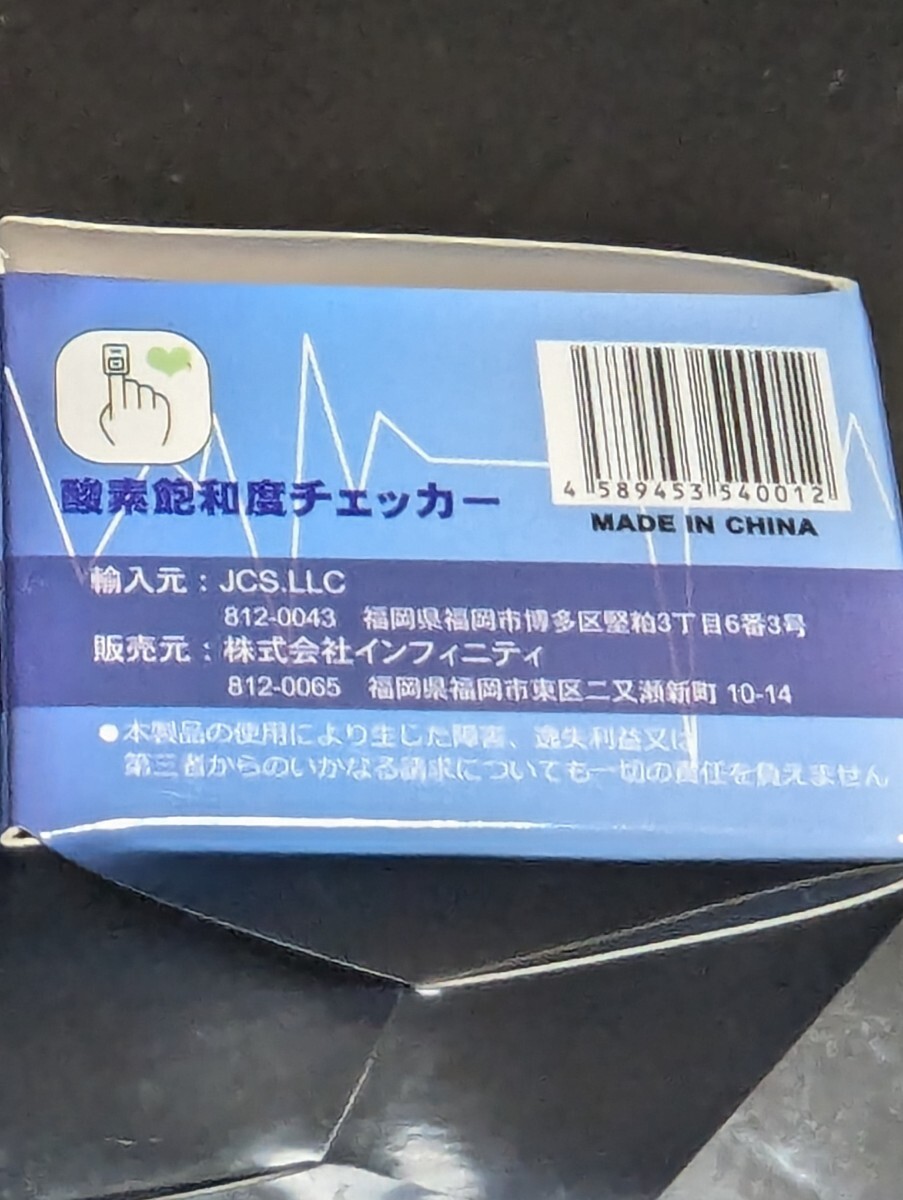 酸素飽和度チェッカー
4 589453 540012
MADE IN CHINA
輸入元：JCS.LLC
812-0043 福岡県福岡市博多区堅粕3丁目6番3号
販売元：株式会社インフィニティ
812-0065 福岡県福岡市東区二又瀬新町 10-14
●本製品の使用により生じた障害、逸失利益又は
第三者からのいかなる請求についても一切の責任を負えません